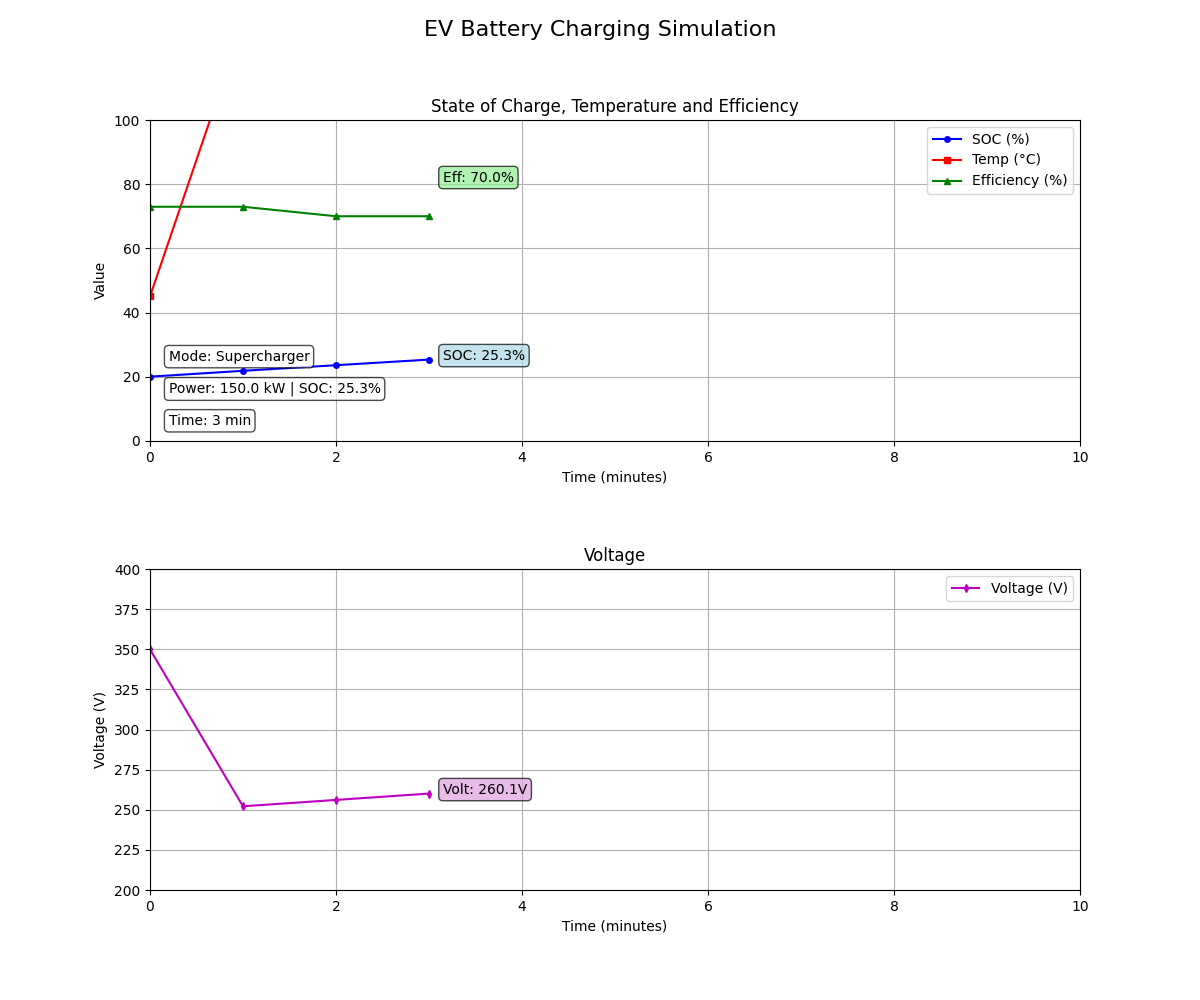 EV Battery Charging Simulation
State of Charge, Temperature and Efficiency
100
80
60
40
20
0
Value
SOC (%)
Temp (°C)
Efficiency (%)
Eff: 70.0%
SOC: 25.3%
Mode: Supercharger
Power: 150.0 kW | SOC: 25.3%
Time: 3 min
0 2 4 6 8 10
Time (minutes)
Voltage
400
375
350
325
300
275
250
225
200
Voltage (V)
Voltage (V)
Volt: 260.1V
0 2 4 6 8 10
Time (minutes)